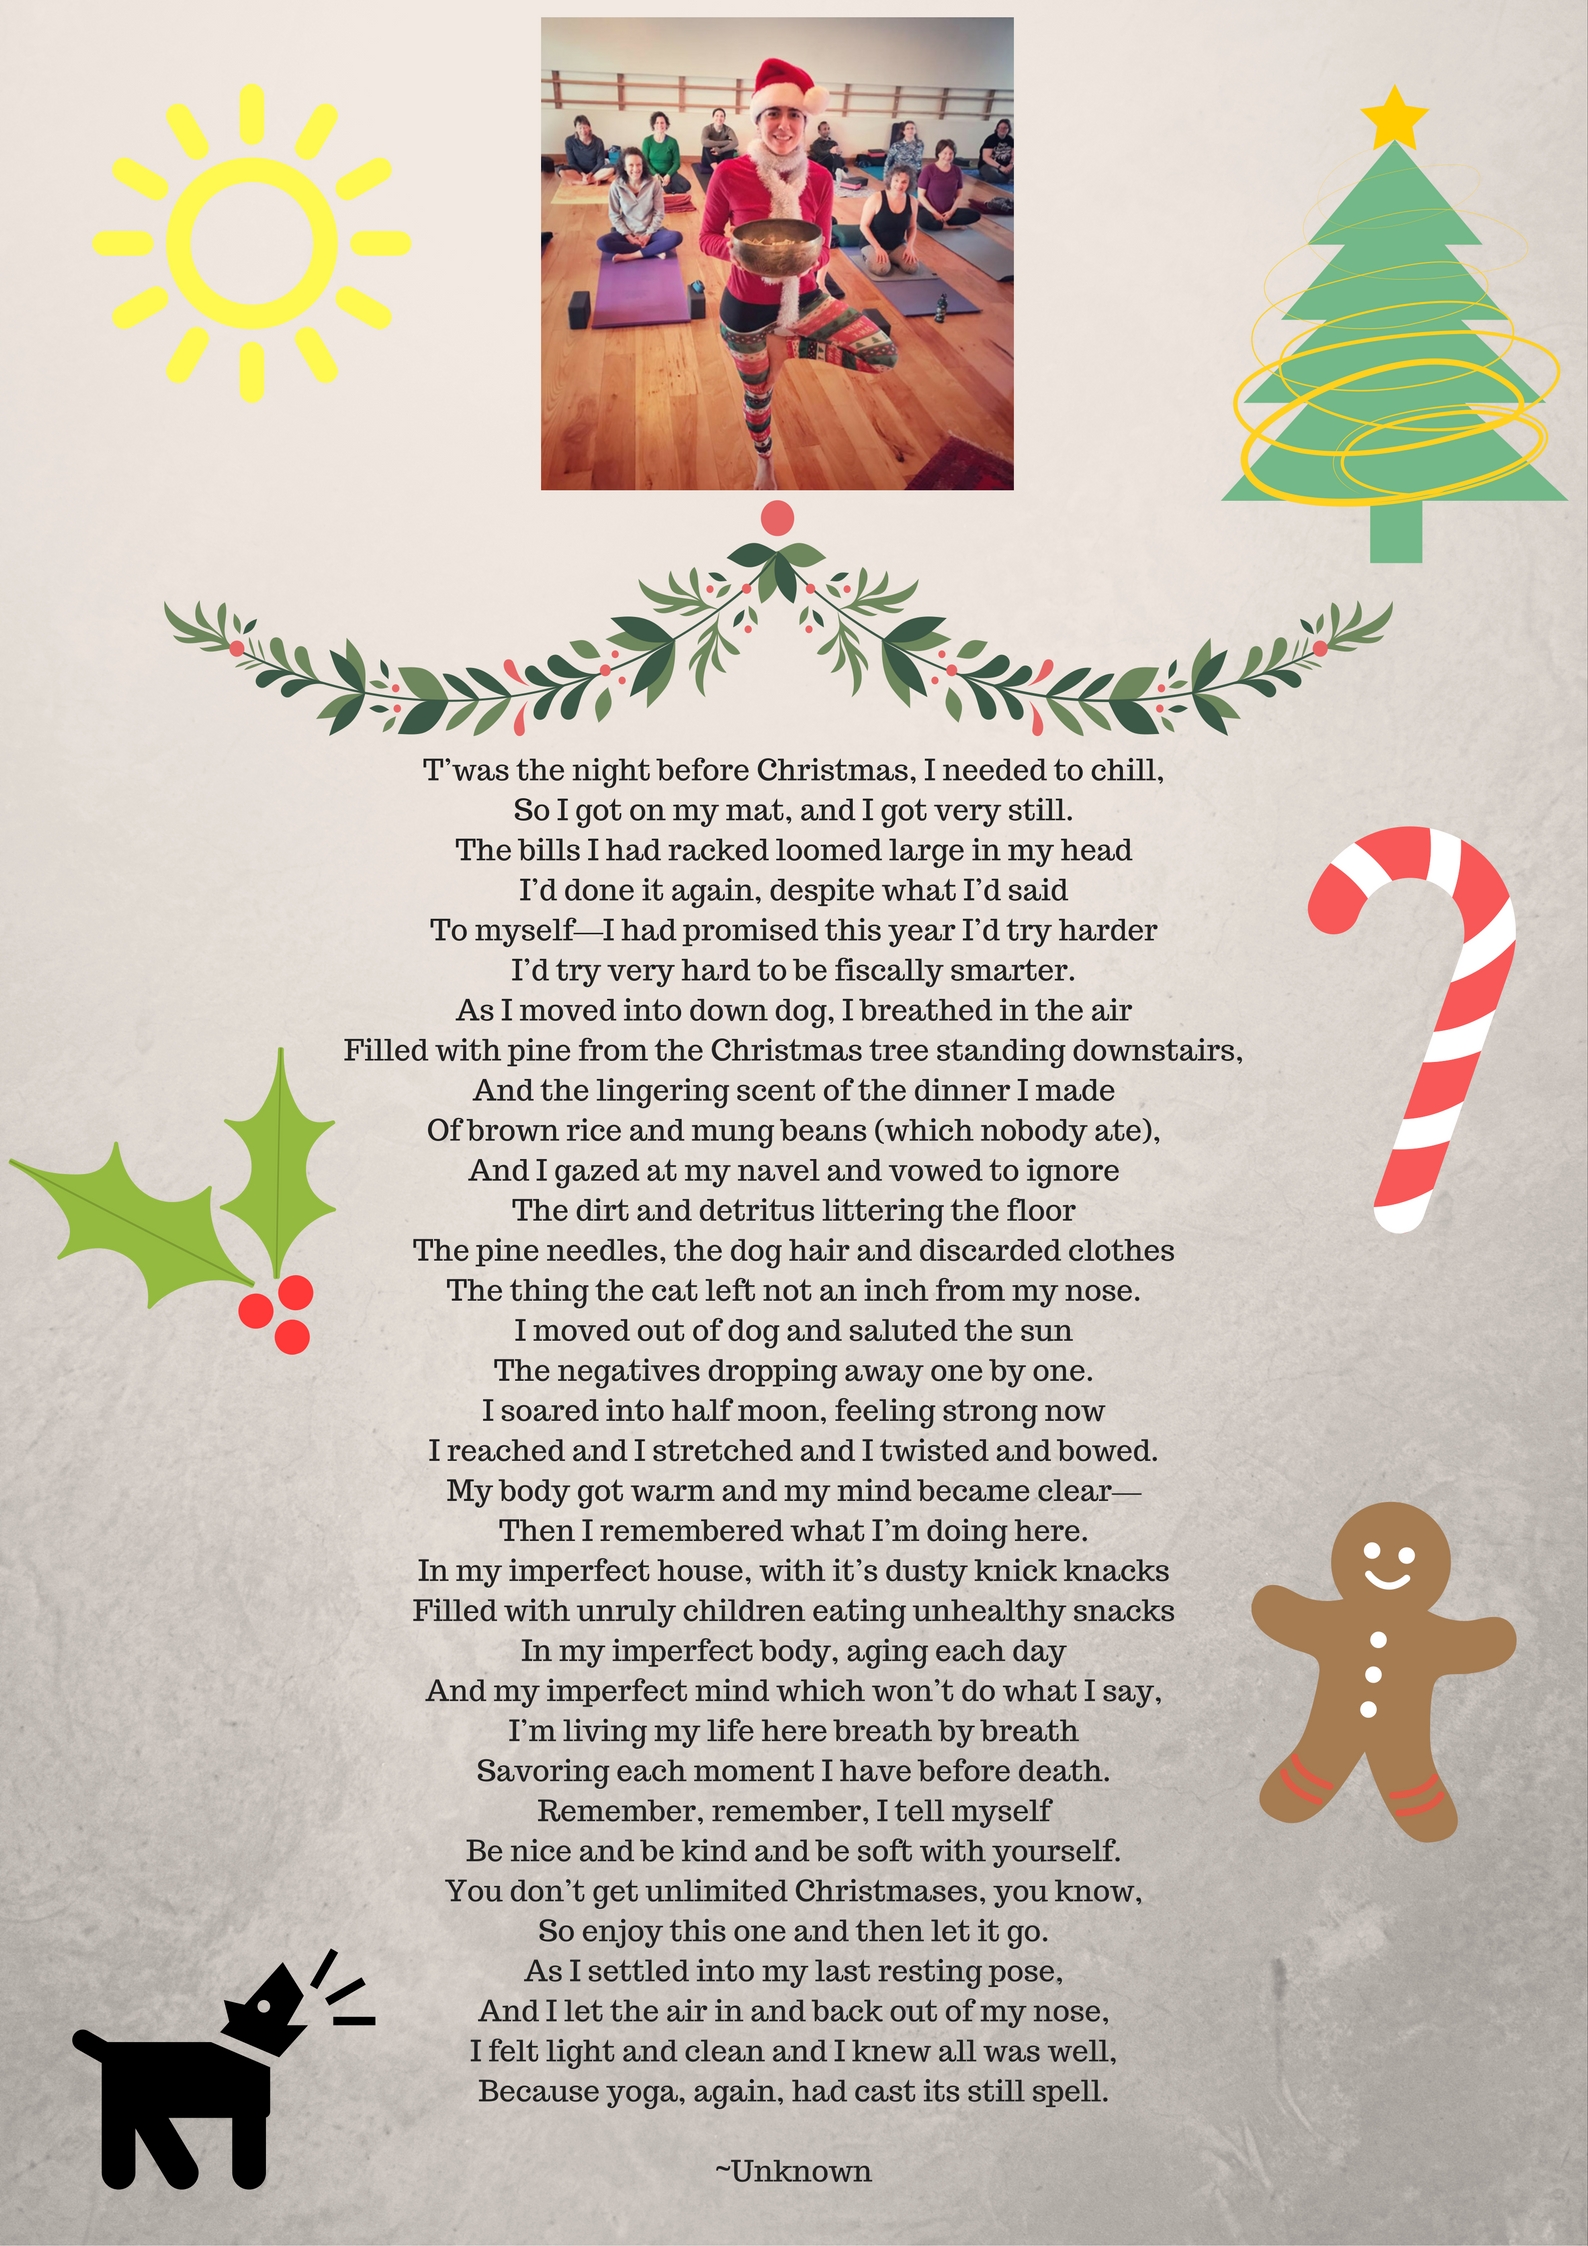 T’was the night before Christmas, I needed to chill,
So I got on my mat, and I got very still.
The bills I had racked loomed large in my head
I’d done it again, despite what I’d said
To myself—I had promised this year I’d try harder
I’d try very hard to be fiscally smarter.
As I moved into down dog, I breathed in the air
Filled with pine from the Christmas tree standing downstairs,
And the lingering scent of the dinner I made
Of brown rice and mung beans (which nobody ate),
And I gazed at my navel and vowed to ignore
The dirt and detritus littering the floor
The pine needles, the dog hair and discarded clothes
The thing the cat left not an inch from my nose.
I moved out of dog and saluted the sun
The negatives dropping away one by one.
I soared into half moon, feeling strong now
I reached and I stretched and I twisted and bowed.
My body got warm and my mind became clear—
Then I remembered what I’m doing here.
In my imperfect house, with it’s dusty knick knacks
Filled with unruly children eating unhealthy snacks
In my imperfect body, aging each day
And my imperfect mind which won’t do what I say,
I’m living my life here breath by breath
Savoring each moment I have before death.
Remember, remember, I tell myself
Be nice and be kind and be soft with yourself.
You don’t get unlimited Christmases, you know,
So enjoy this one and then let it go.
As I settled into my last resting pose,
And I let the air in and back out of my nose,
I felt light and clean and I knew all was well,
Because yoga, again, had cast its still spell.
~Unknown